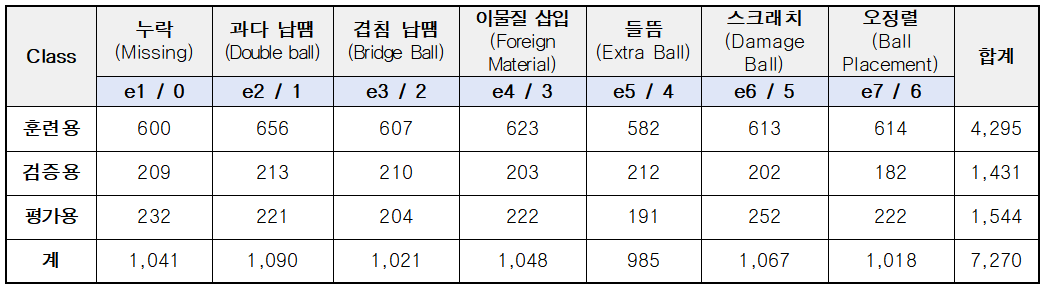 Class 누락 (Missing) 과다 납땜 (Double ball) 겹침 납땜 (Bridge Ball) 이물질 삽입 (Foreign Material) 들뜸 (Extra Ball) 스크래치 (Damage Ball) 오정렬 (Ball Placement) 합계
e1 / 0 e2 / 1 e3 / 2 e4 / 3 e5 / 4 e6 / 5 e7 / 6
훈련용 600 656 607 623 582 613 614 4,295
검증용 209 213 210 203 212 202 182 1,431
평가용 232 221 204 222 191 252 222 1,544
계 1,041 1,090 1,021 1,048 985 1,067 1,018 7,270